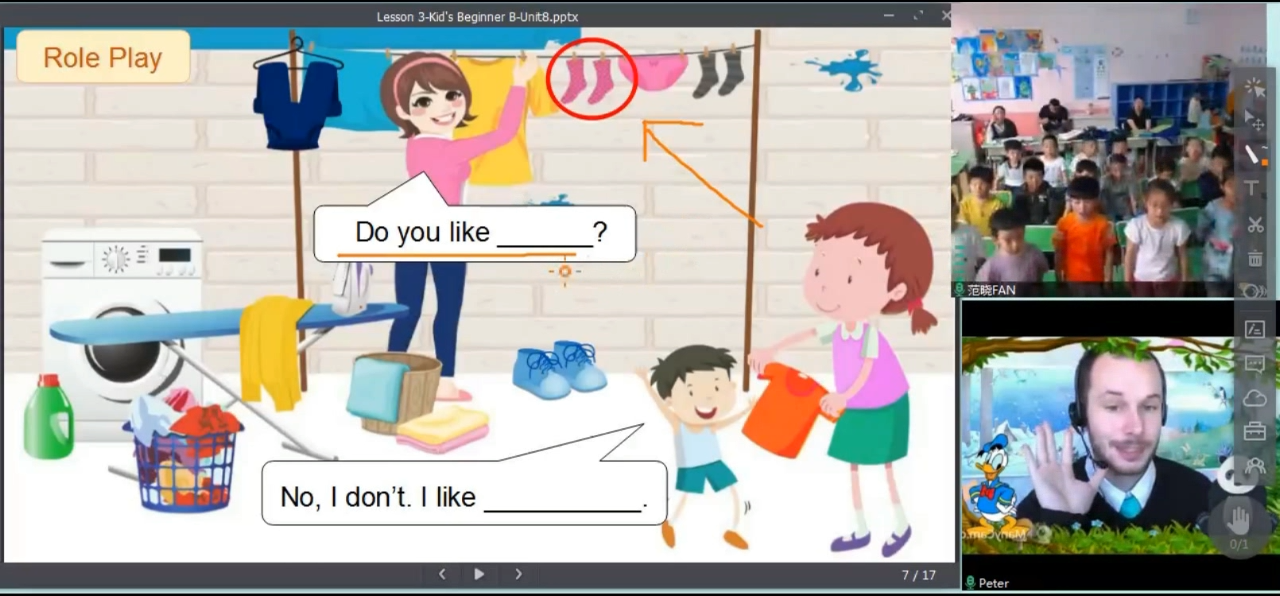 Lesson 3-Kid's Beginner B-Unit8.pptx
Role Play
Do you like _______?
No, I don't. I like ___________.
7 / 17
范晓FAN
0/1
Peter